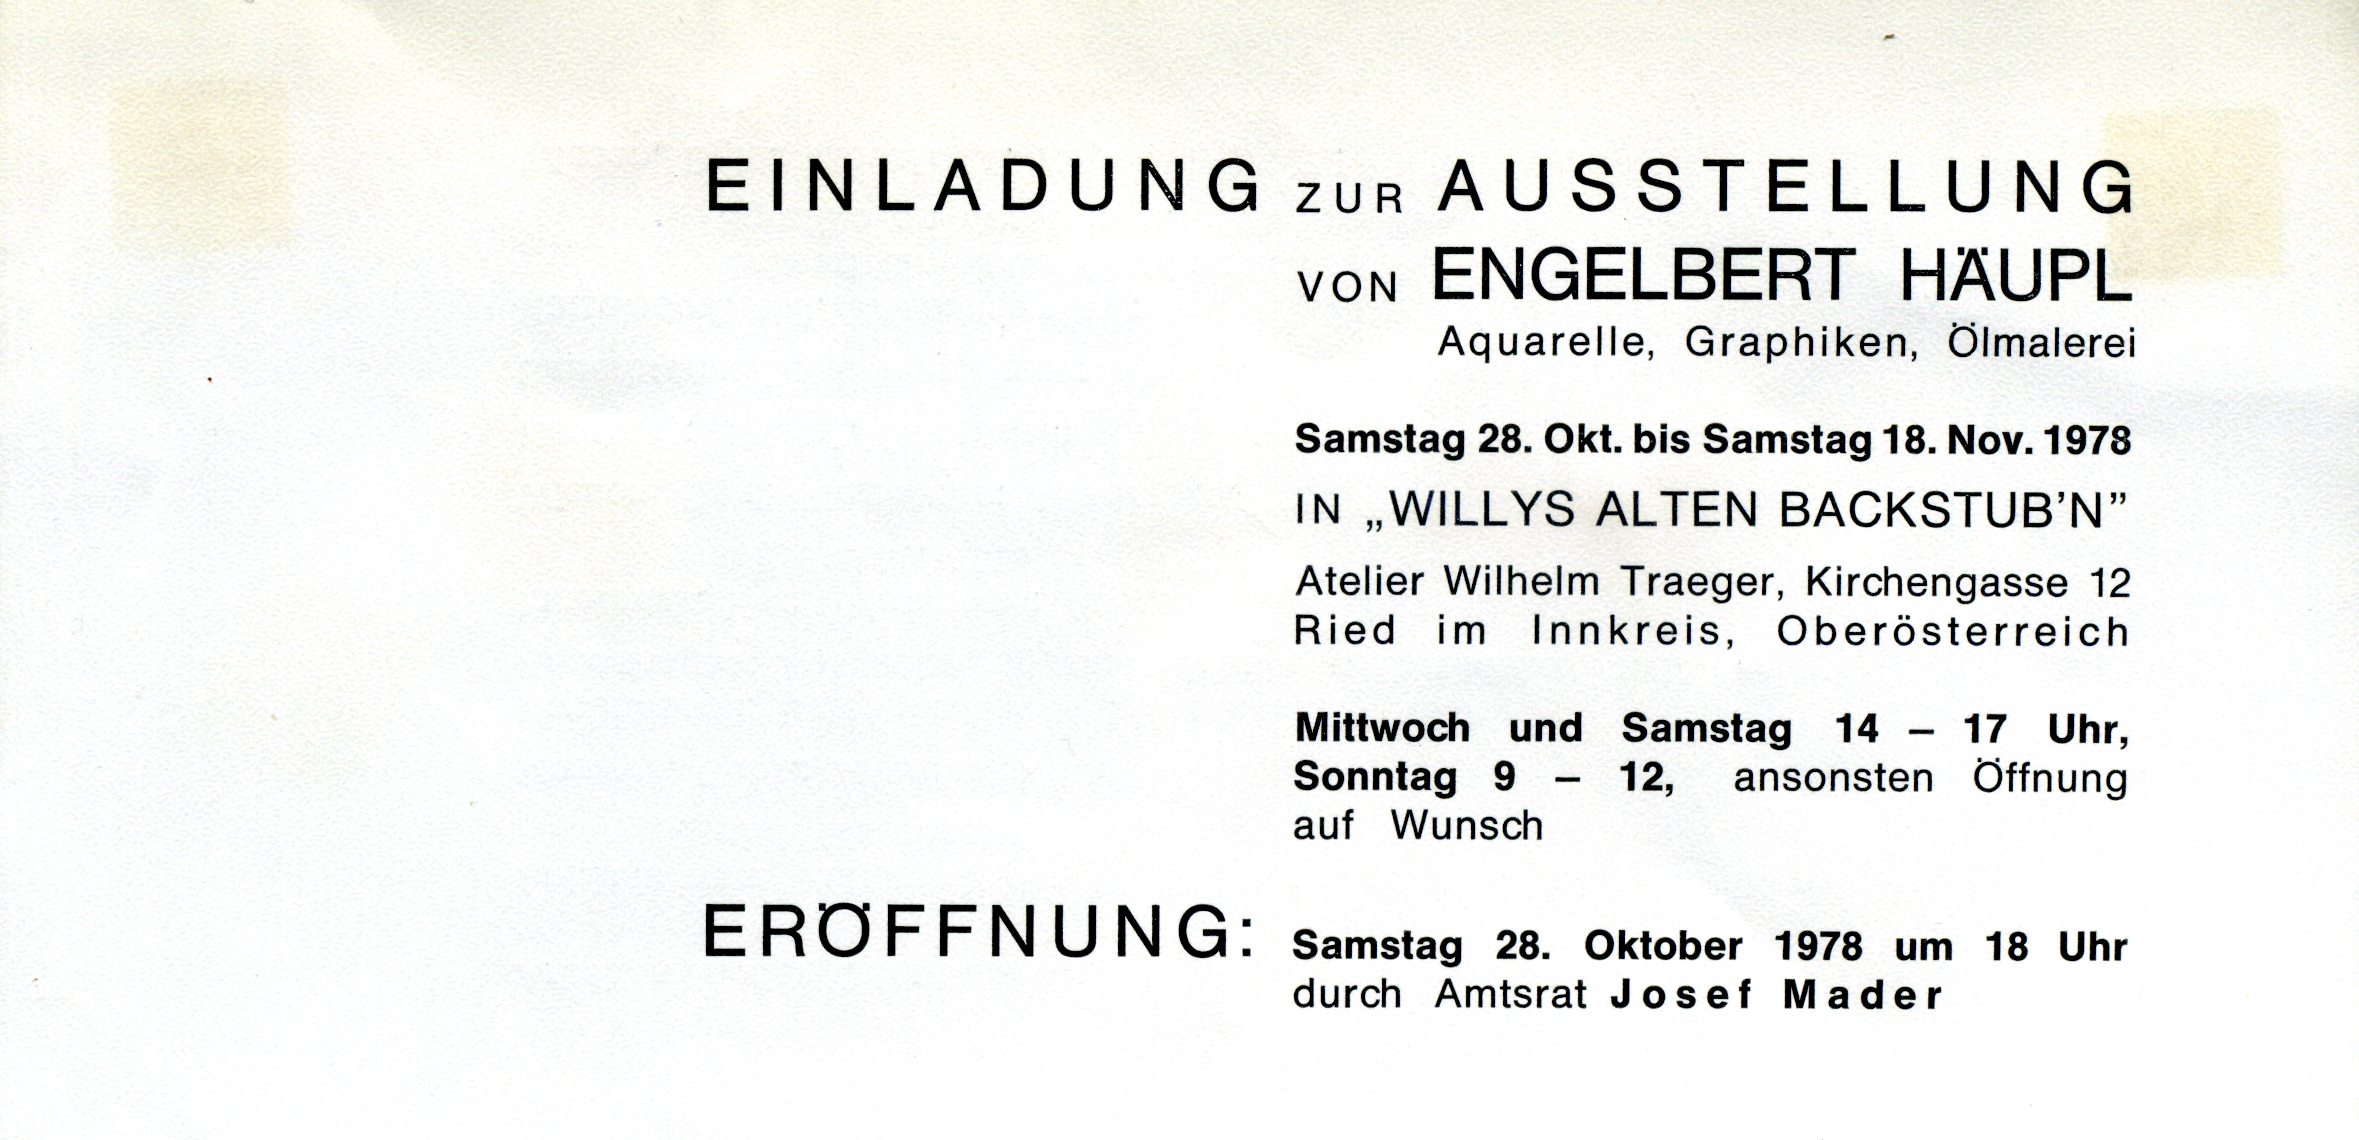 EINLADUNG ZUR AUSSTELLUNG
VON ENGELBERT HÄUPL
Aquarelle, Graphiken, Ölmalerei
Samstag 28. Okt. bis Samstag 18. Nov. 1978
IN „WILLYS ALTEN BACKSTUB’N”
Atelier Wilhelm Traeger, Kirchengasse 12
Ried im Innkreis, Oberösterreich
Mittwoch und Samstag 14 – 17 Uhr,
Sonntag 9 – 12, ansonsten Öffnung
auf Wunsch
ERÖFFNUNG: Samstag 28. Oktober 1978 um 18 Uhr
durch Amtsrat Josef Mader